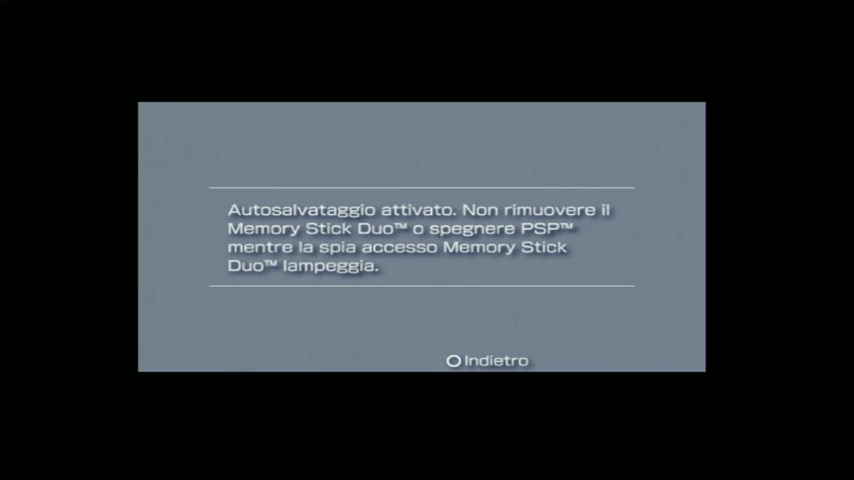 Autosalvataggio attivato. Non rimuovere il
Memory Stick Duo™ o spegnere PSP™
mentre la spia accesso Memory Stick
Duo™ lampeggia.
Indietro